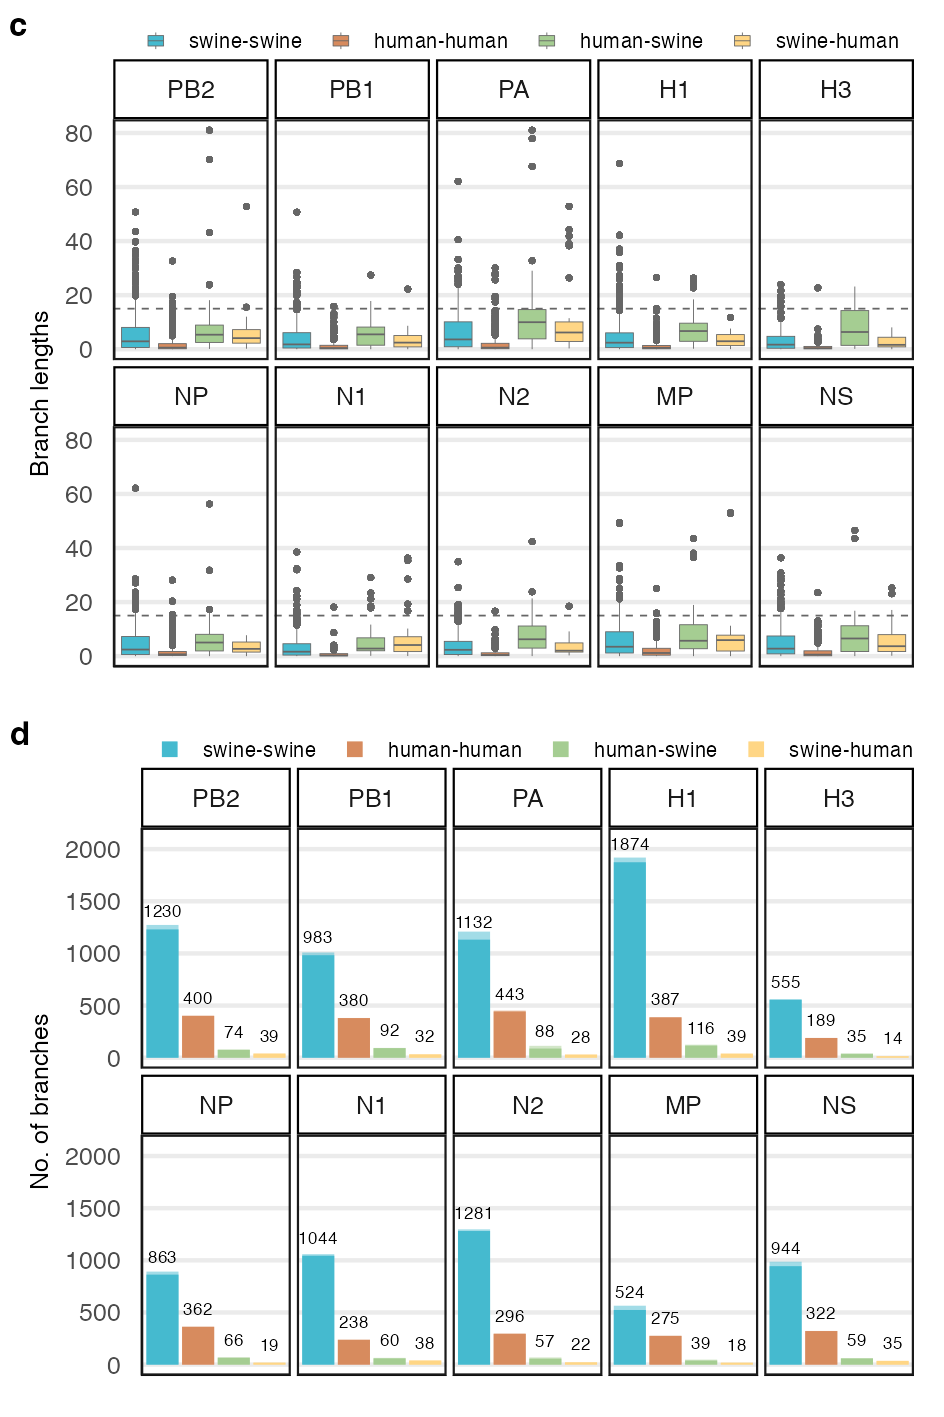 c
swine-swine human-human human-swine swine-human
PB2 PB1 PA H1 H3
80
60
40
20
0
NP N1 N2 MP NS
80
60
40
20
0
Branch lengths
d
swine-swine human-human human-swine swine-human
PB2 PB1 PA H1 H3
2000
1500
1000
500
0
1230 400 74 39
983 380 92 32
1132 443 88 28
1874 387 116 39
555 189 35 14
NP N1 N2 MP NS
2000
1500
1000
500
0
863 362 66 19
1044 238 60 38
1281 296 57 22
524 275 39 18
944 322 59 35
No. of branches